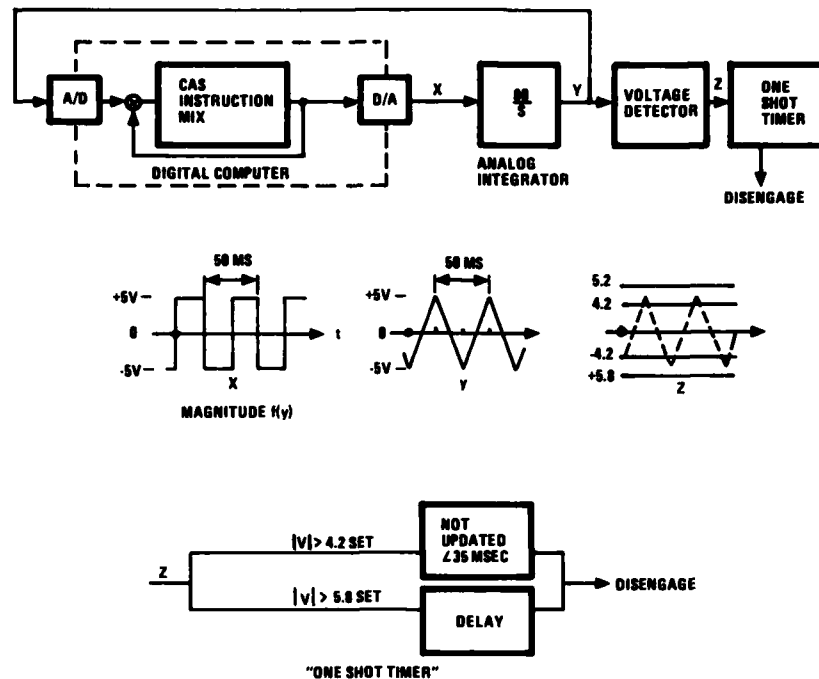 A/D
CAS
INSTRUCTION
MIX
D/A
X
S
Y
VOLTAGE
DETECTOR
Z
ONE
SHOT
TIMER
DIGITAL COMPUTER
ANALOG
INTEGRATOR
DISENGAGE
50 MS
+5V
0
-5V
t
X
MAGNITUDE f(y)
50 MS
+5V
0
-5V
Y
5.2
4.2
-4.2
+5.8
Z
Z
|V| > 4.2 SET
|V| > 5.8 SET
NOT
UPDATED
∠35 MSEC
DELAY
DISENGAGE
"ONE SHOT TIMER"